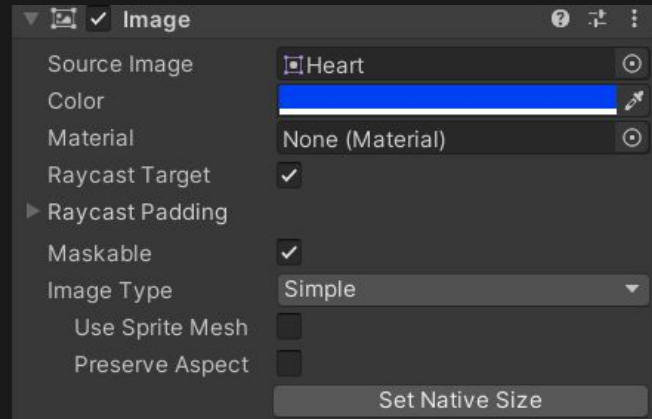 Image
Source Image Heart
Color
Material None (Material)
Raycast Target
Raycast Padding
Maskable
Image Type Simple
Use Sprite Mesh
Preserve Aspect
Set Native Size